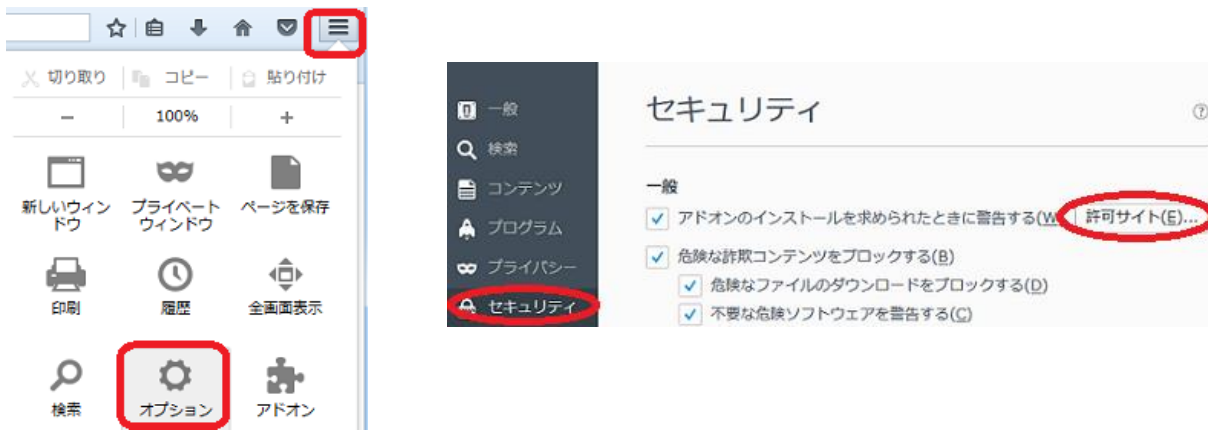 切り取り コピー 貼り付け
− 100% +
新しいウィン
ドウ
プライベート
ウィンドウ
ページを保存
印刷 履歴 全画面表示
検索 オプション アドオン
一般
検索
コンテンツ
プログラム
プライバシー
セキュリティ
セキュリティ
?
一般
アドオンのインストールを求められたときに警告する(W 許可サイト(E)...
危険な詐欺コンテンツをブロックする(B)
危険なファイルのダウンロードをブロックする(D)
不要な危険ソフトウェアを警告する(C)